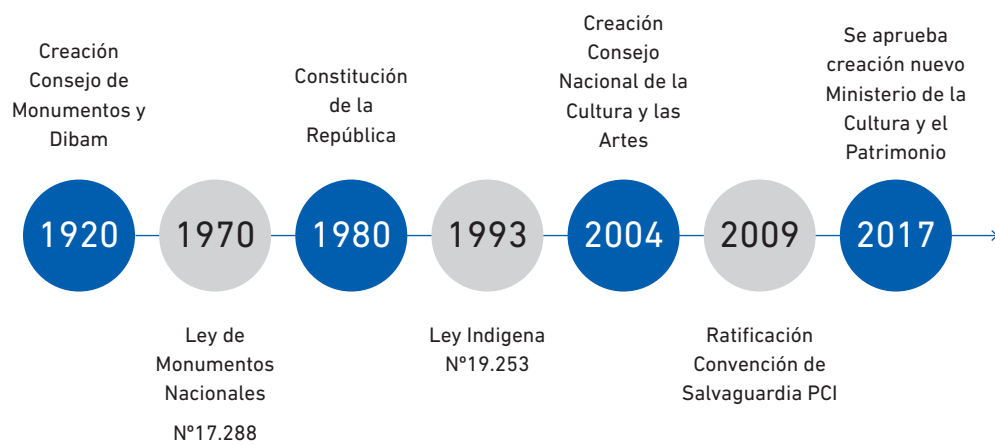 Creación
Consejo de
Monumentos y
Dibam
Constitución
de la
República
Creación
Consejo
Nacional de la
Cultura y las
Artes
Se aprueba
creación nuevo
Ministerio de la
Cultura y el
Patrimonio
1920
1970
1980
1993
2004
2009
2017
Ley de
Monumentos
Nacionales
Nº17.288
Ley Indigena
Nº19.253
Ratificación
Convención de
Salvaguardia PCI